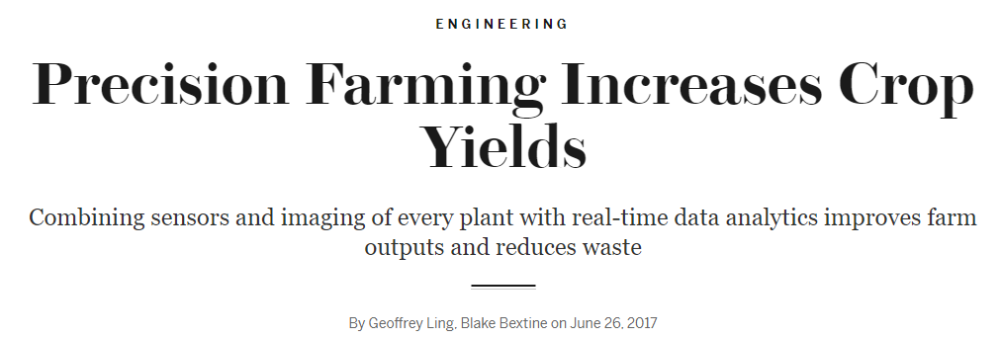 ENGINEERING
Precision Farming Increases Crop
Yields
Combining sensors and imaging of every plant with real-time data analytics improves farm
outputs and reduces waste
By Geoffrey Ling, Blake Bextine on June 26, 2017